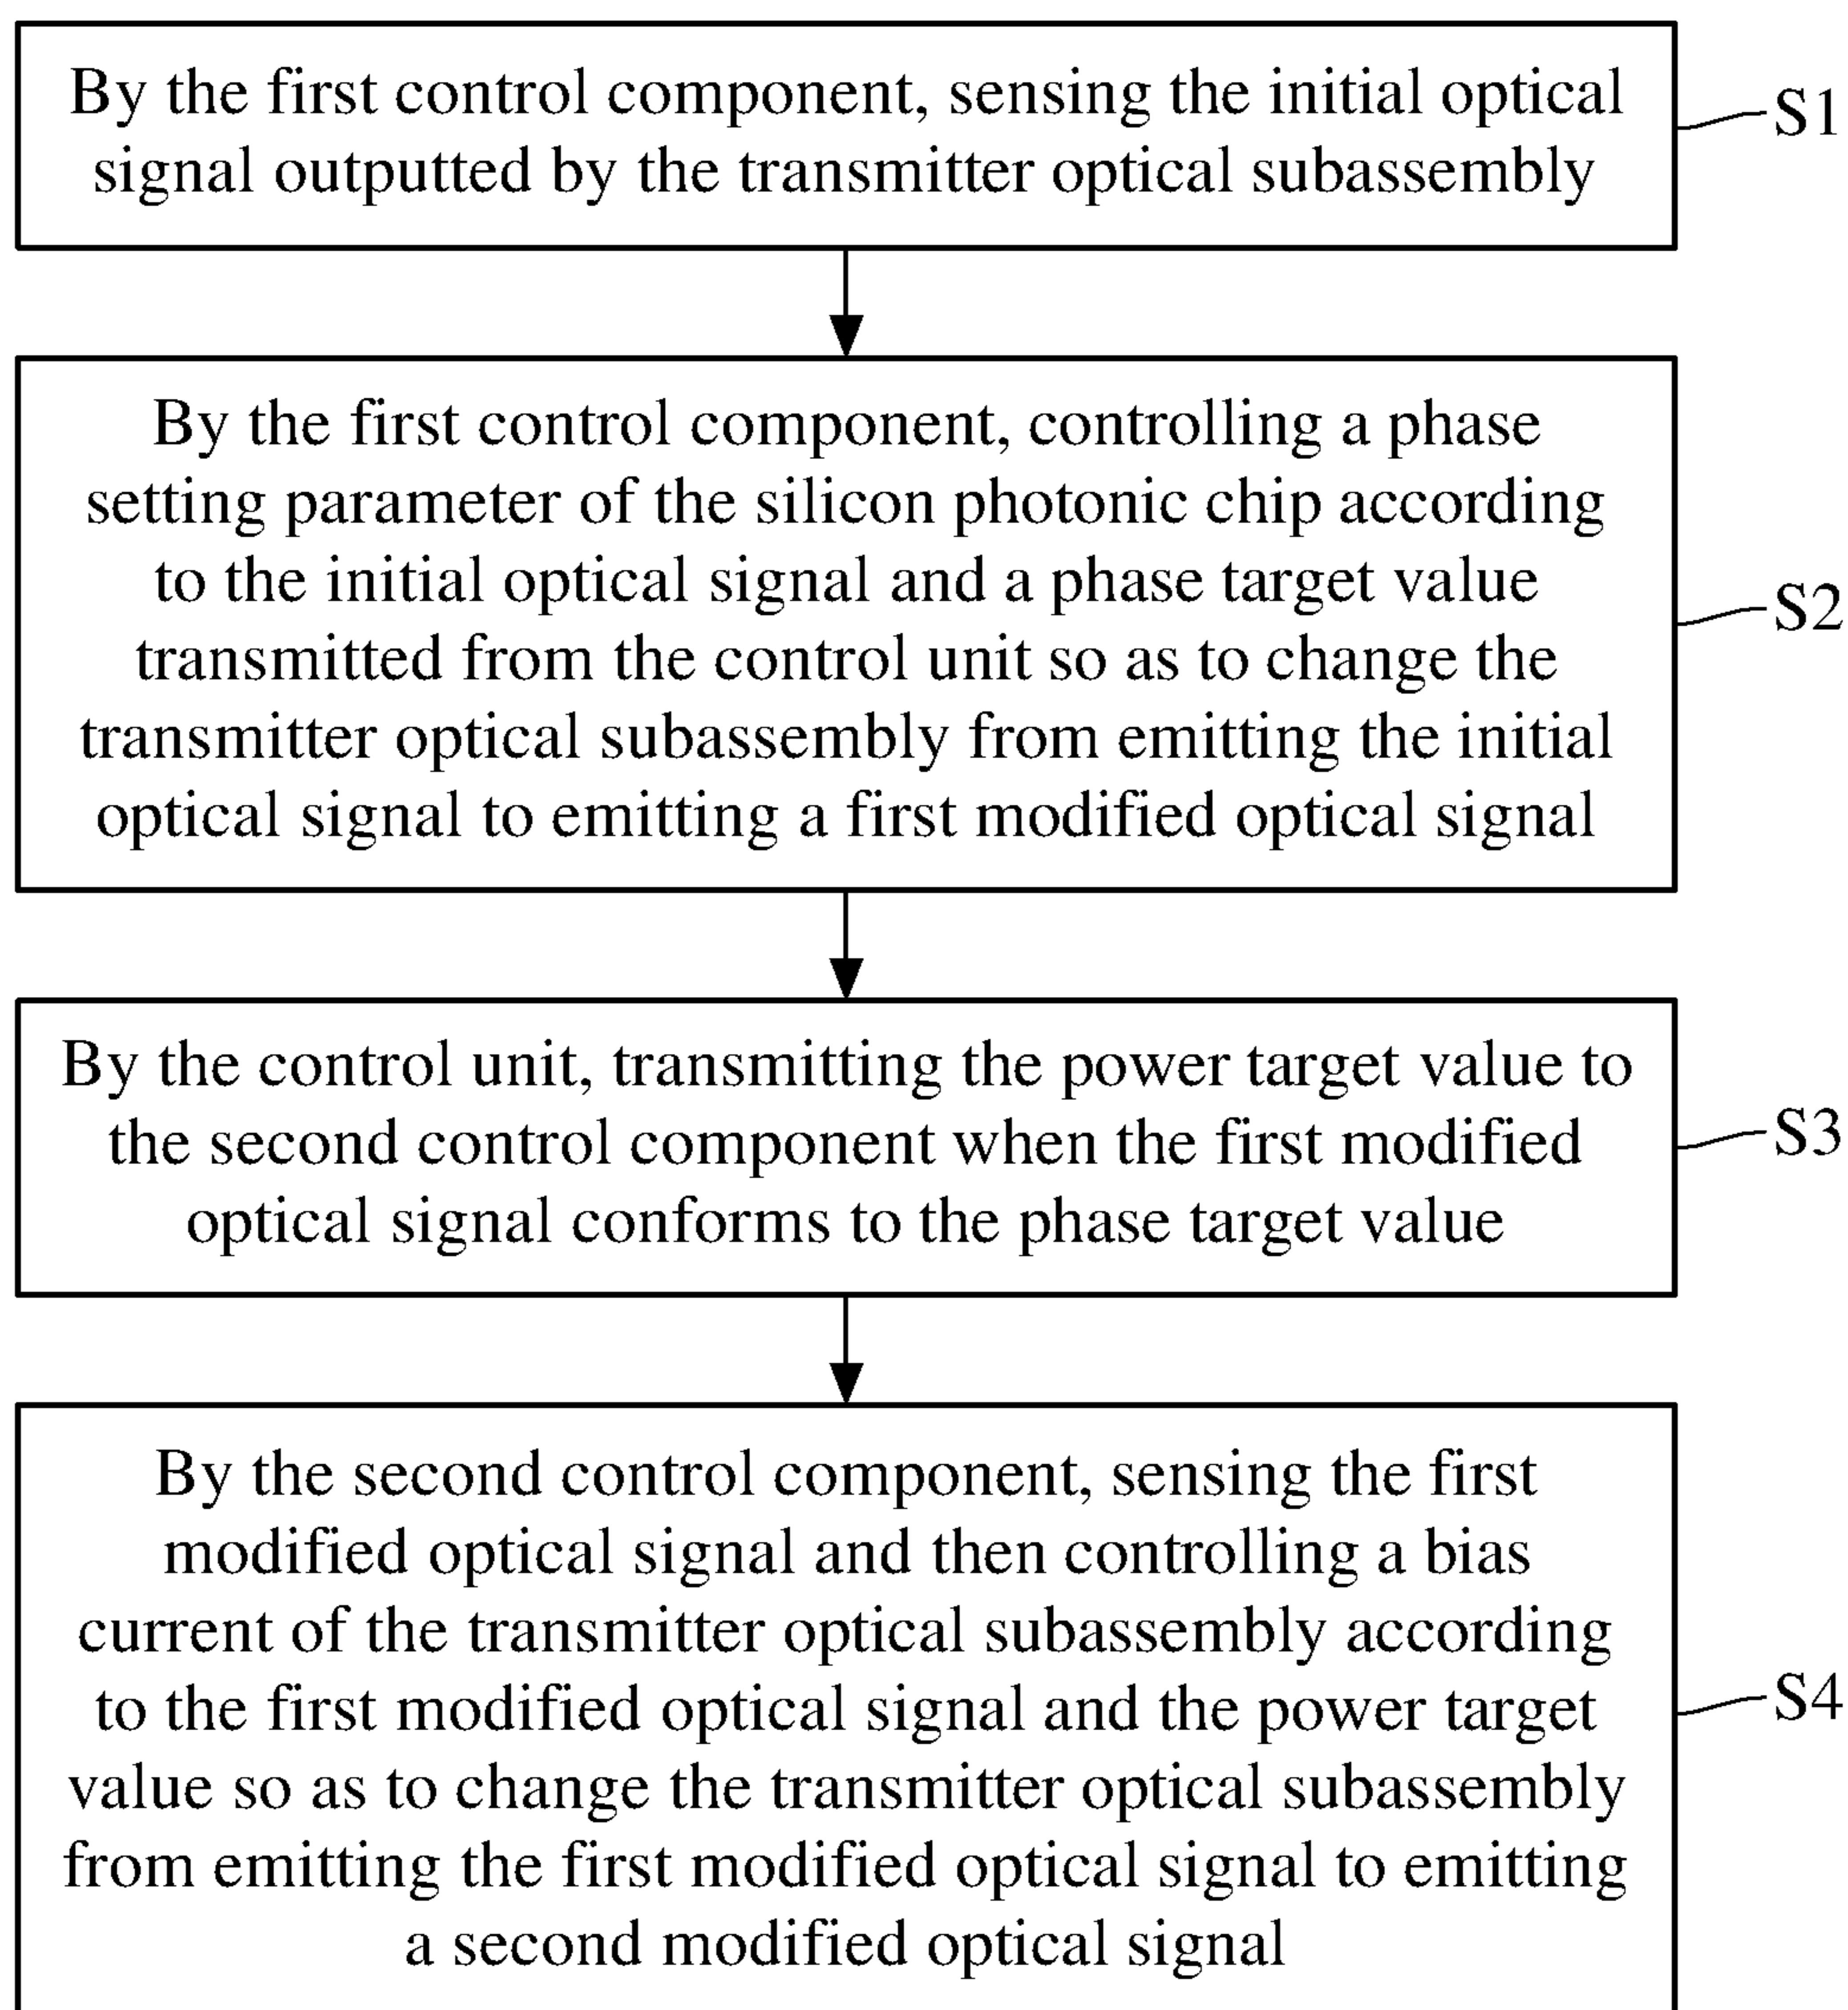 By the first control component, sensing the initial optical
signal outputted by the transmitter optical subassembly
S1
By the first control component, controlling a phase
setting parameter of the silicon photonic chip according
to the initial optical signal and a phase target value
transmitted from the control unit so as to change the
transmitter optical subassembly from emitting the initial
optical signal to emitting a first modified optical signal
S2
By the control unit, transmitting the power target value to
the second control component when the first modified
optical signal conforms to the phase target value
S3
By the second control component, sensing the first
modified optical signal and then controlling a bias
current of the transmitter optical subassembly according
to the first modified optical signal and the power target
value so as to change the transmitter optical subassembly
from emitting the first modified optical signal to emitting
a second modified optical signal
S4